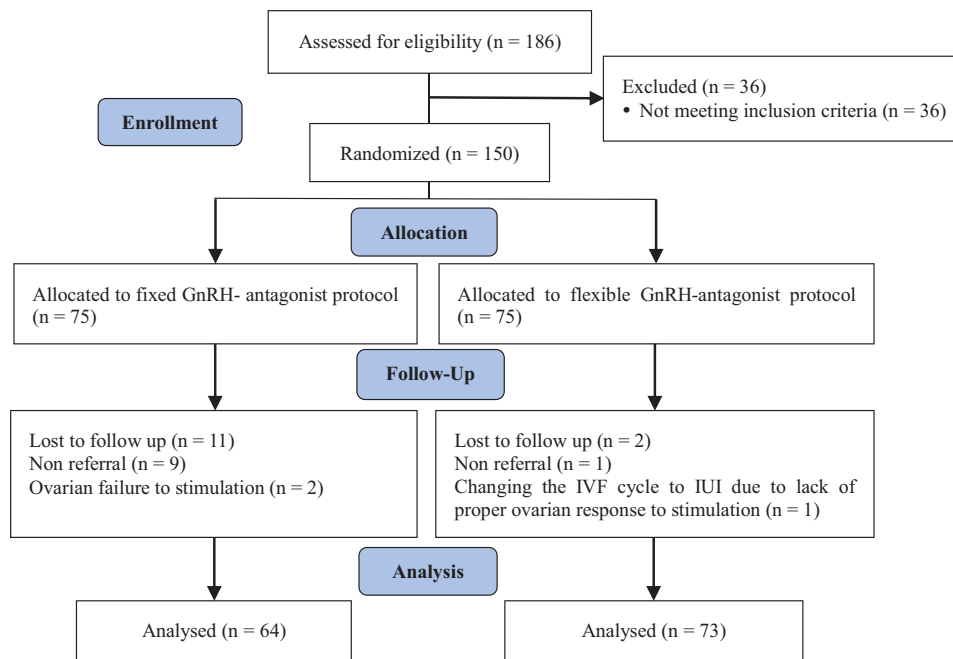 Assessed for eligibility (n = 186)
Excluded (n = 36)
• Not meeting inclusion criteria (n = 36)
Enrollment
Randomized (n = 150)
Allocation
Allocated to fixed GnRH- antagonist protocol
(n = 75)
Allocated to flexible GnRH-antagonist protocol
(n = 75)
Follow-Up
Lost to follow up (n = 11)
Non referral (n = 9)
Ovarian failure to stimulation (n = 2)
Lost to follow up (n = 2)
Non referral (n = 1)
Changing the IVF cycle to IUI due to lack of
proper ovarian response to stimulation (n = 1)
Analysis
Analysed (n = 64)
Analysed (n = 73)